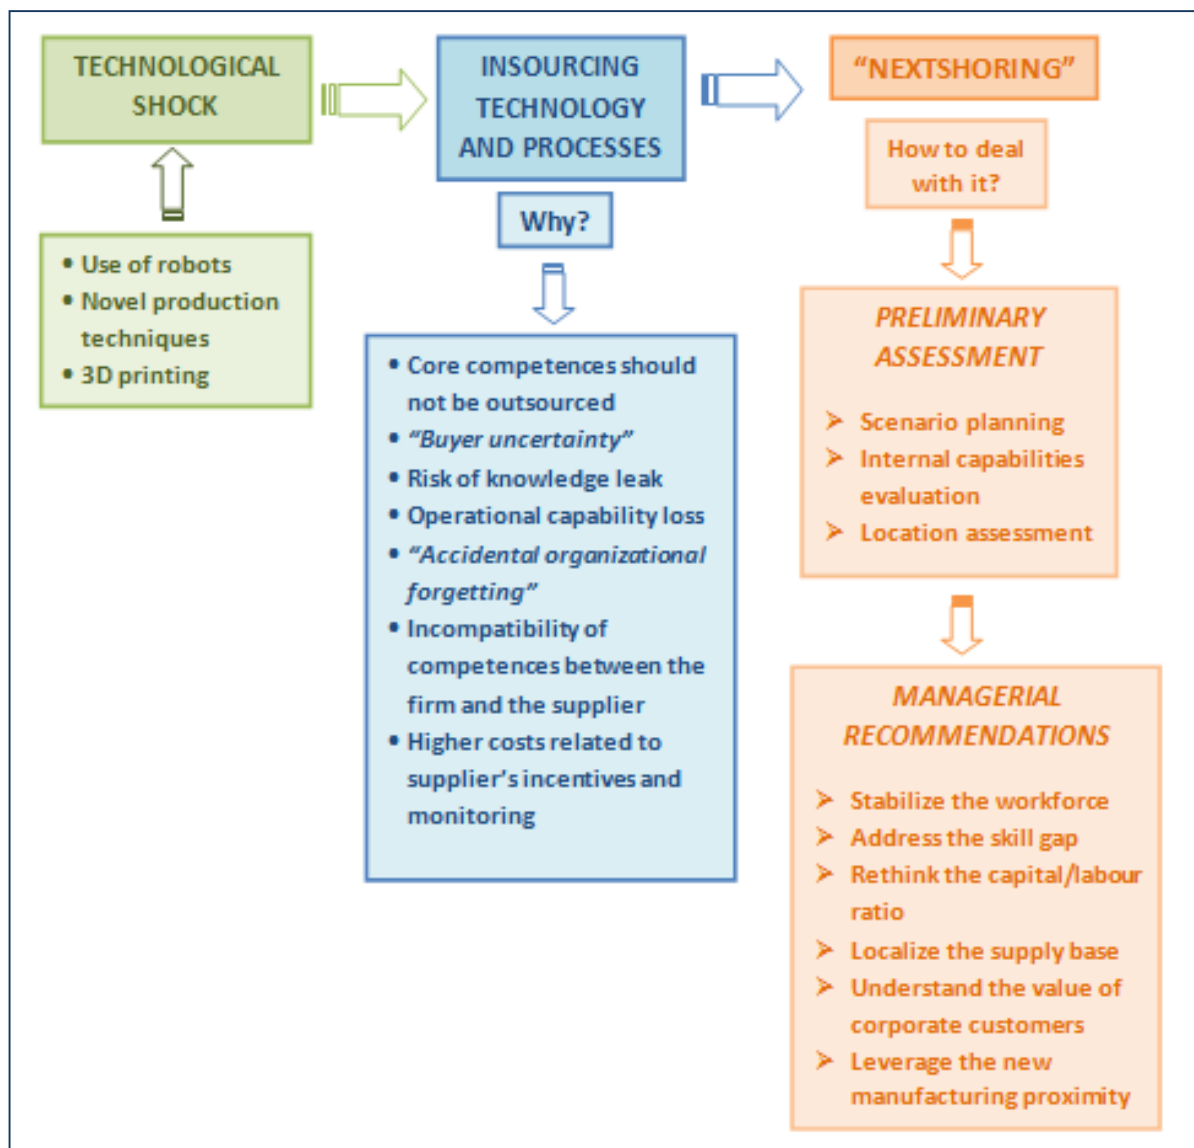 TECHNOLOGICAL
SHOCK
• Use of robots
• Novel production
techniques
• 3D printing
INSOURCING
TECHNOLOGY
AND PROCESSES
Why?
• Core competences should
not be outsourced
• “Buyer uncertainty”
• Risk of knowledge leak
• Operational capability loss
• “Accidental organizational
forgetting”
• Incompatibility of
competences between the
firm and the supplier
• Higher costs related to
supplier’s incentives and
monitoring
“NEXTSHORING”
How to deal
with it?
PRELIMINARY
ASSESSMENT
➢ Scenario planning
➢ Internal capabilities
evaluation
➢ Location assessment
MANAGERIAL
RECOMMENDATIONS
➢ Stabilize the workforce
➢ Address the skill gap
➢ Rethink the capital/labour
ratio
➢ Localize the supply base
➢ Understand the value of
corporate customers
➢ Leverage the new
manufacturing proximity